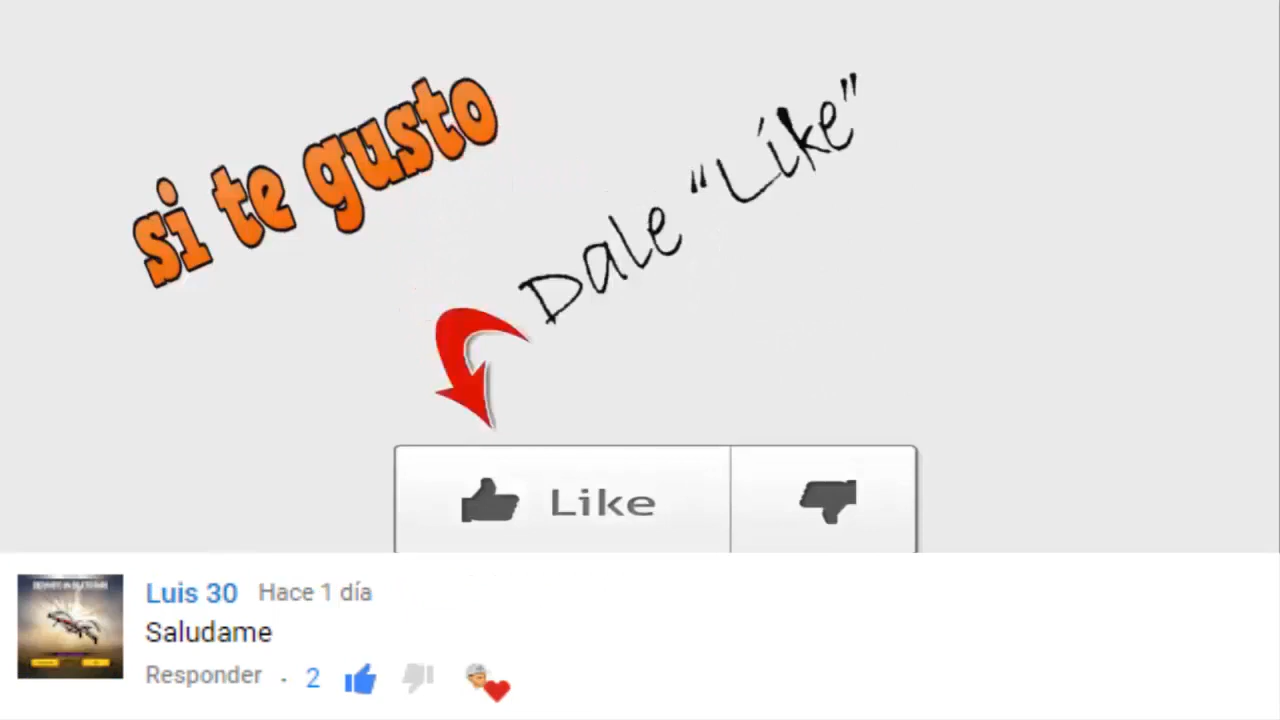 si te gusto
Dale "Like"
Like
Luis 30 Hace 1 día
Saludame
Responder · 2